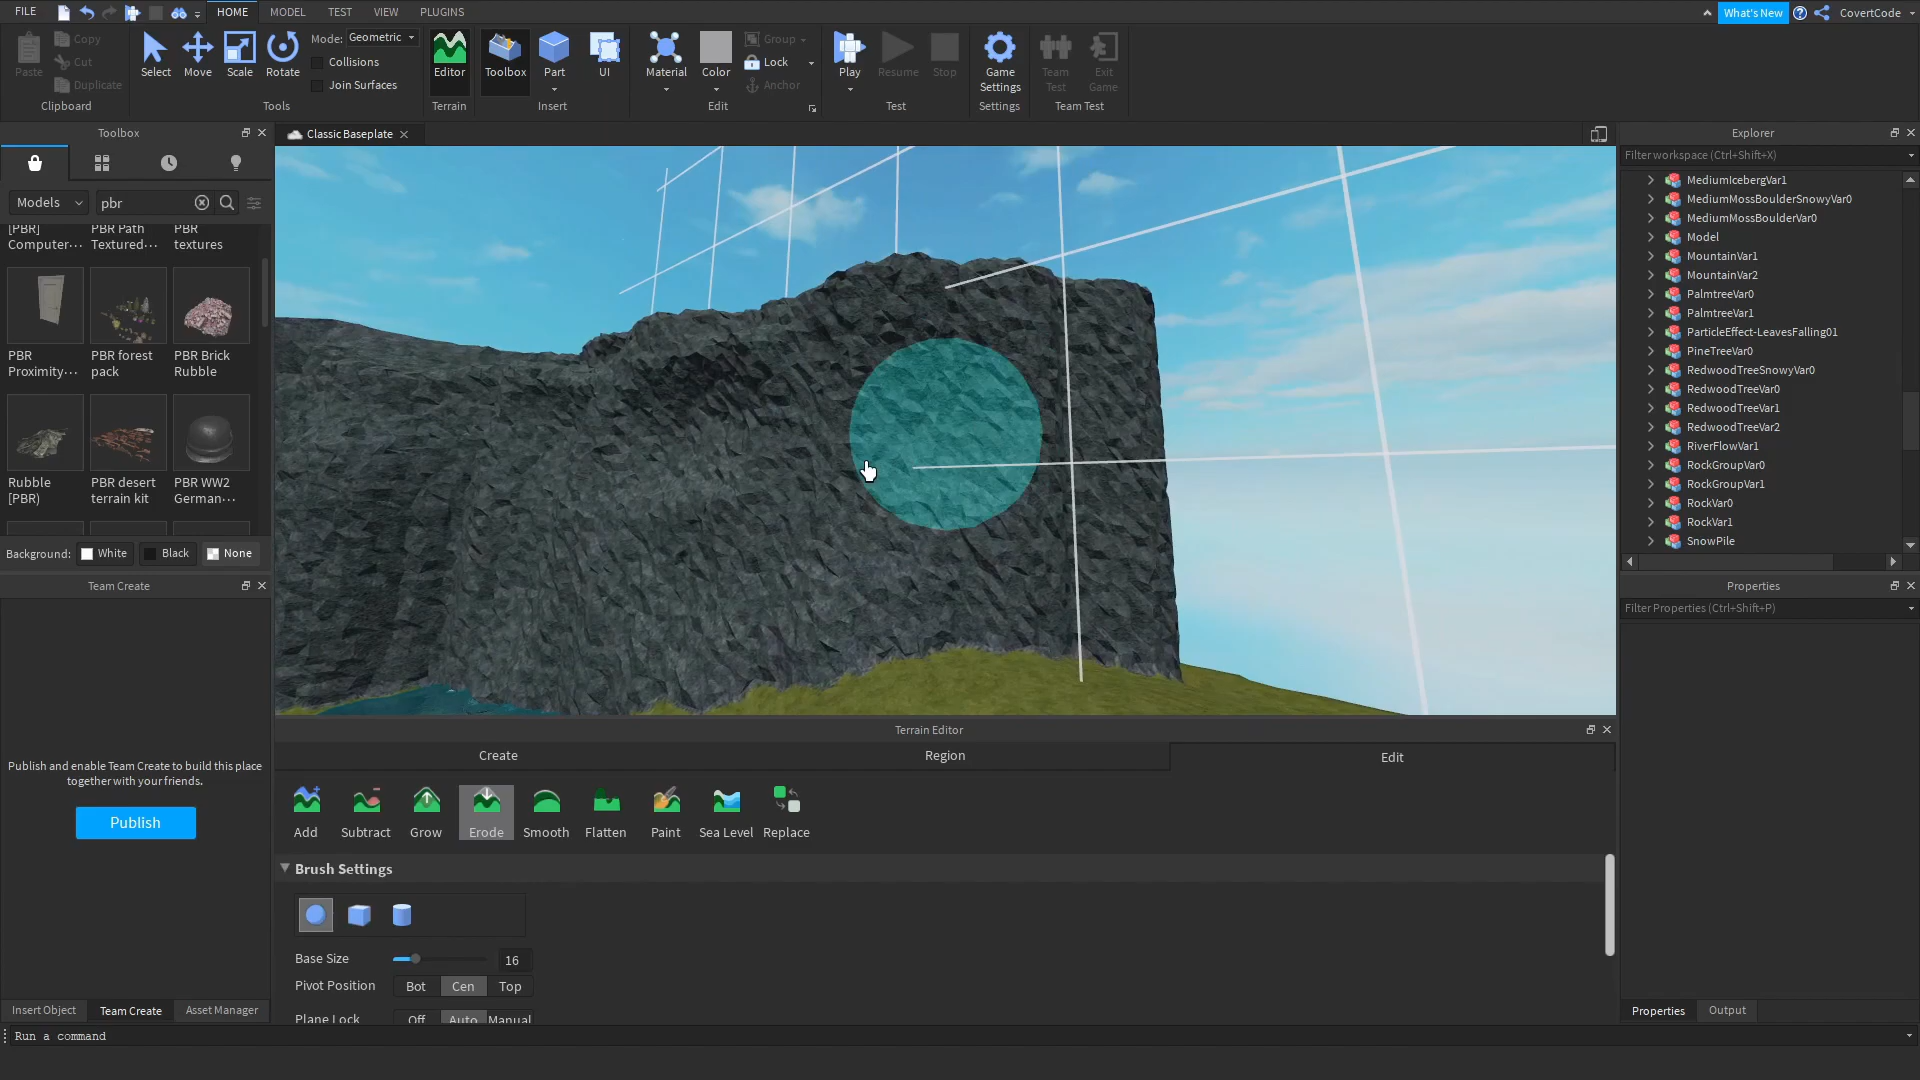 FILE
HOME
MODEL
TEST
VIEW
PLUGINS
What's New
CovertCode
Paste
Copy
Cut
Duplicate
Clipboard
Select
Move
Scale
Rotate
Mode: Geometric
Collisions
Join Surfaces
Tools
Editor
Terrain
Toolbox
Part
UI
Insert
Material
Color
Group
Lock
Anchor
Edit
Play
Resume
Stop
Test
Game
Settings
Settings
Team
Test
Exit
Game
Team Test
Toolbox
Models
pbr
[PBR]
Computer...
PBR Path
Textured...
PBR
textures
PBR
Proximity...
PBR forest
pack
PBR Brick
Rubble
Rubble
[PBR)
PBR desert
terrain kit
PBR WW2
German...
Background: White Black None
Team Create
Publish and enable Team Create to build this place
together with your friends.
Publish
Insert Object
Team Create
Asset Manager
Run a command
Classic Baseplate
Terrain Editor
Create
Region
Edit
Add
Subtract
Grow
Erode
Smooth
Flatten
Paint
Sea Level
Replace
Brush Settings
Base Size 16
Pivot Position Bot Cen Top
Plane Lock Off Auto Manual
Explorer
Filter workspace (Ctrl+Shift+X)
MediumIcebergVar1
MediumMossBoulderSnowyVar0
MediumMossBoulderVar0
Model
MountainVar1
MountainVar2
PalmtreeVar0
PalmtreeVar1
ParticleEffect-LeavesFalling01
PineTreeVar0
RedwoodTreeSnowyVar0
RedwoodTreeVar0
RedwoodTreeVar1
RedwoodTreeVar2
RiverFlowVar1
RockGroupVar0
RockGroupVar1
RockVar0
RockVar1
SnowPile
Properties
Filter Properties (Ctrl+Shift+P)
Properties
Output